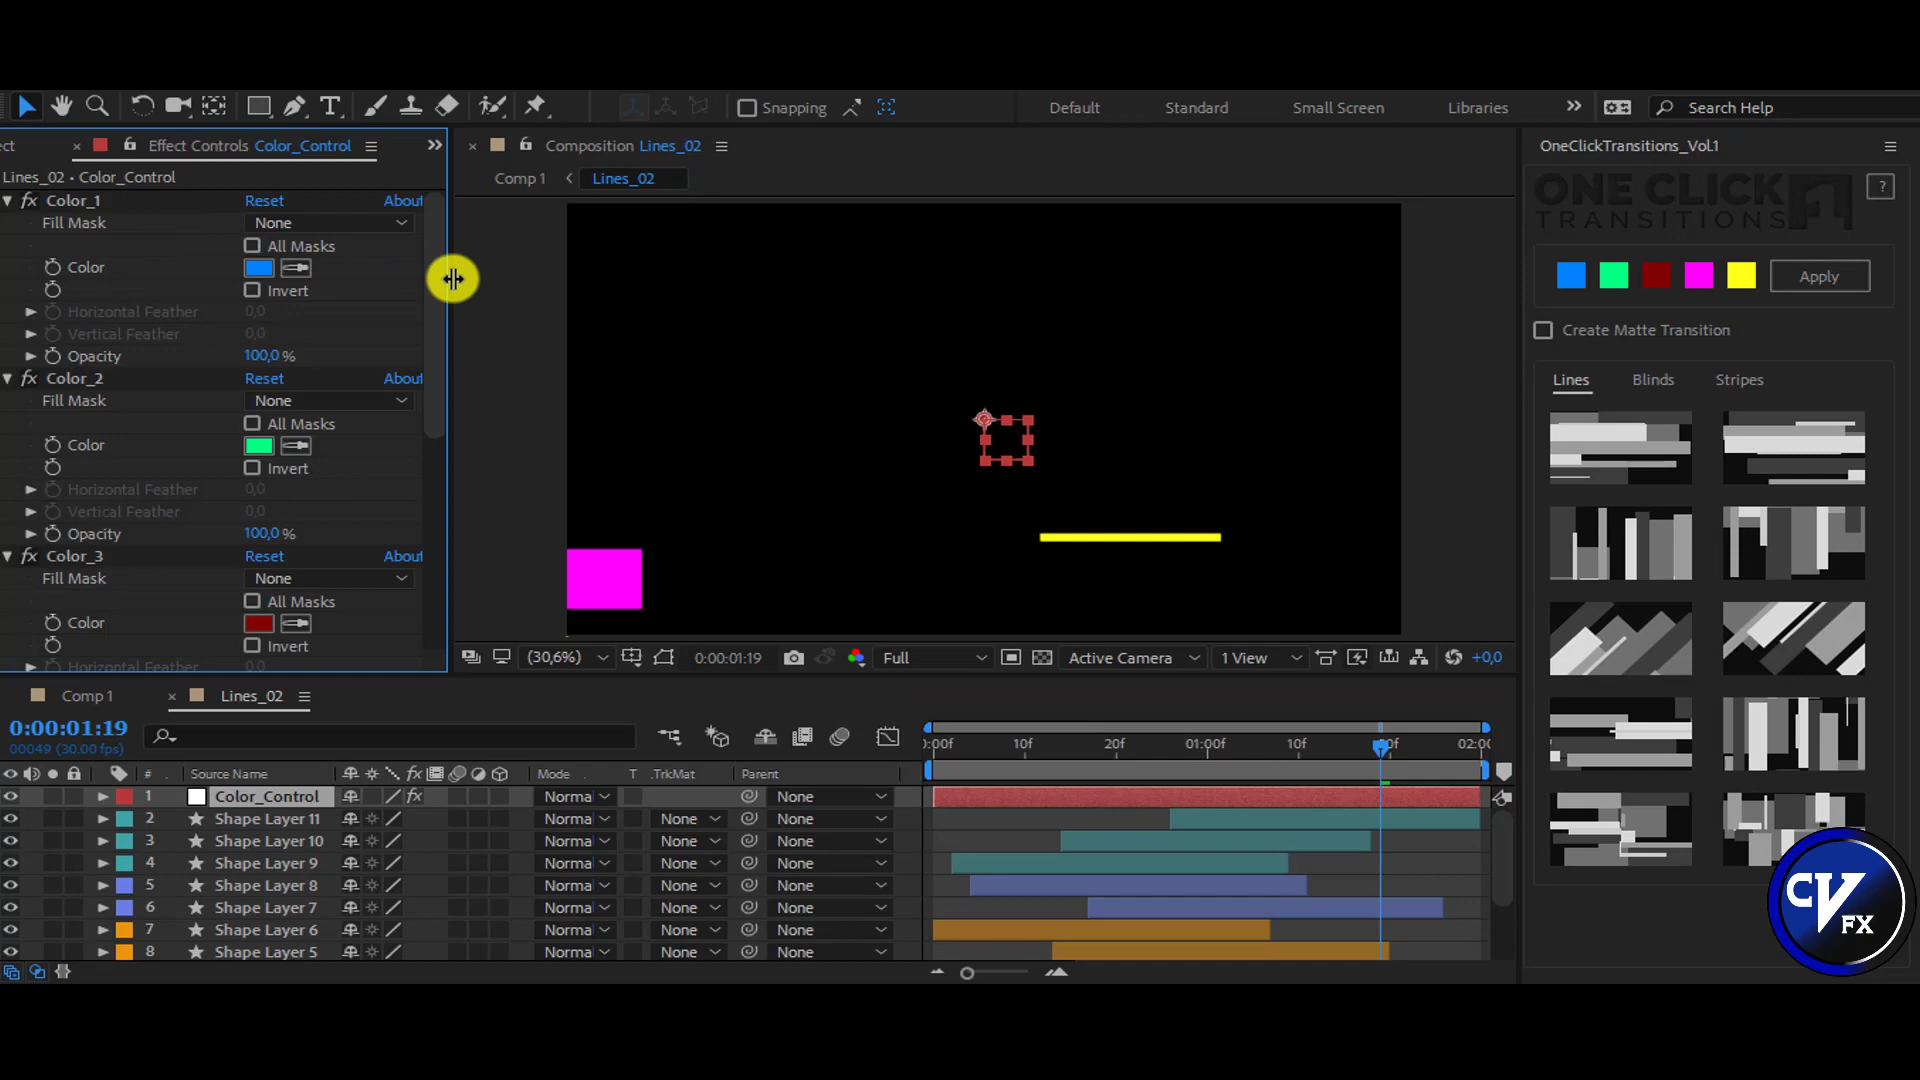 Snapping
Default
Standard
Small Screen
Libraries
Search Help
ect
Effect Controls Color_Control
Composition Lines_02
OneClickTransitions_Vol.1
Lines_02 • Color_Control
Comp 1
Lines_02
ONE CLICK
TRANSITIONS
?
fx Color_1 Reset About
Fill Mask None
All Masks
Color
Invert
Horizontal Feather 0,0
Vertical Feather 0,0
Opacity 100,0 %
Apply
Create Matte Transition
fx Color_2 Reset About
Fill Mask None
All Masks
Color
Invert
Horizontal Feather 0,0
Vertical Feather 0,0
Opacity 100,0 %
Lines Blinds Stripes
fx Color_3 Reset About
Fill Mask None
All Masks
Color
Invert
Horizontal Feather 0,0
(30,6%) 0:00:01:19 Full Active Camera 1 View +0,0
Comp 1
Lines_02
0:00:01:19
00049 (30.00 fps)
:00f 10f 20f 01:00f 10f 20f 02:00
# Source Name fx Mode T .TrkMat Parent
1 Color_Control fx Norma None
2 Shape Layer 11 Norma None None
3 Shape Layer 10 Norma None None
4 Shape Layer 9 Norma None None
5 Shape Layer 8 Norma None None
6 Shape Layer 7 Norma None None
7 Shape Layer 6 Norma None None
8 Shape Layer 5 Norma None None
CV
FX